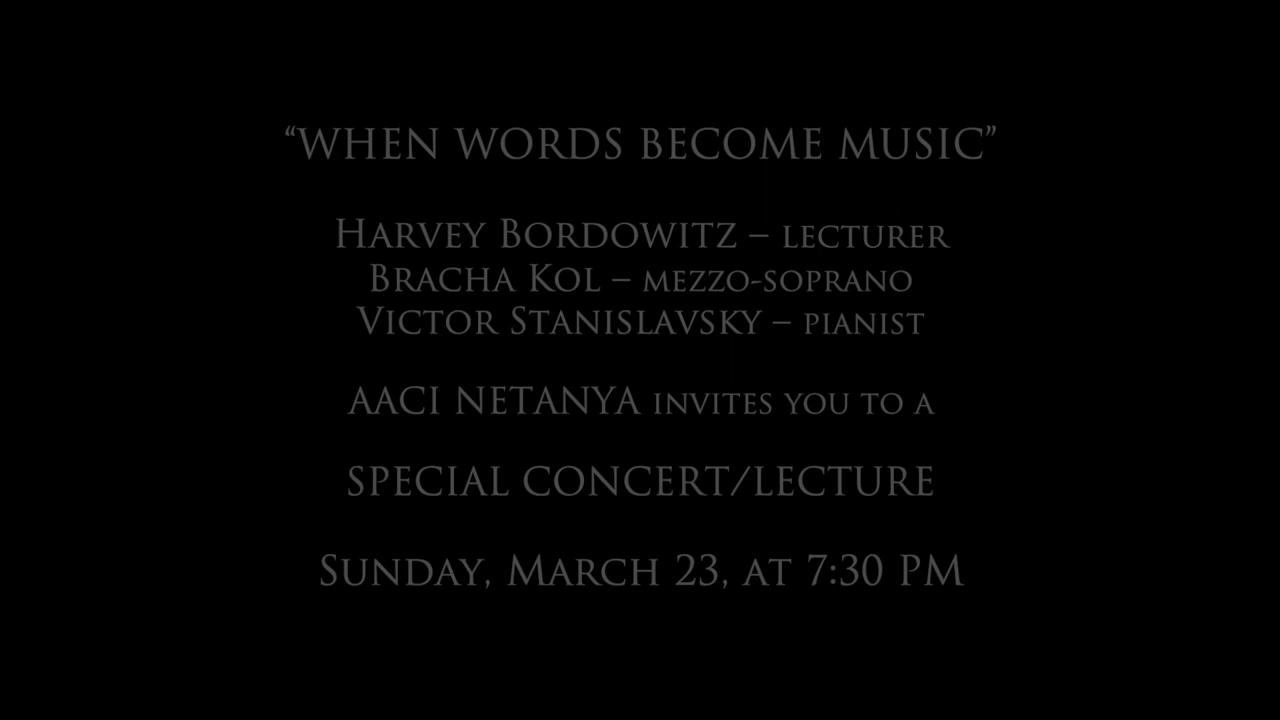 “WHEN WORDS BECOME MUSIC”
Harvey Bordowitz – lecturer
Bracha Kol – mezzo-soprano
Victor Stanislavsky – pianist
AACI NETANYA invites you to a
SPECIAL CONCERT/LECTURE
Sunday, March 23, at 7:30 PM